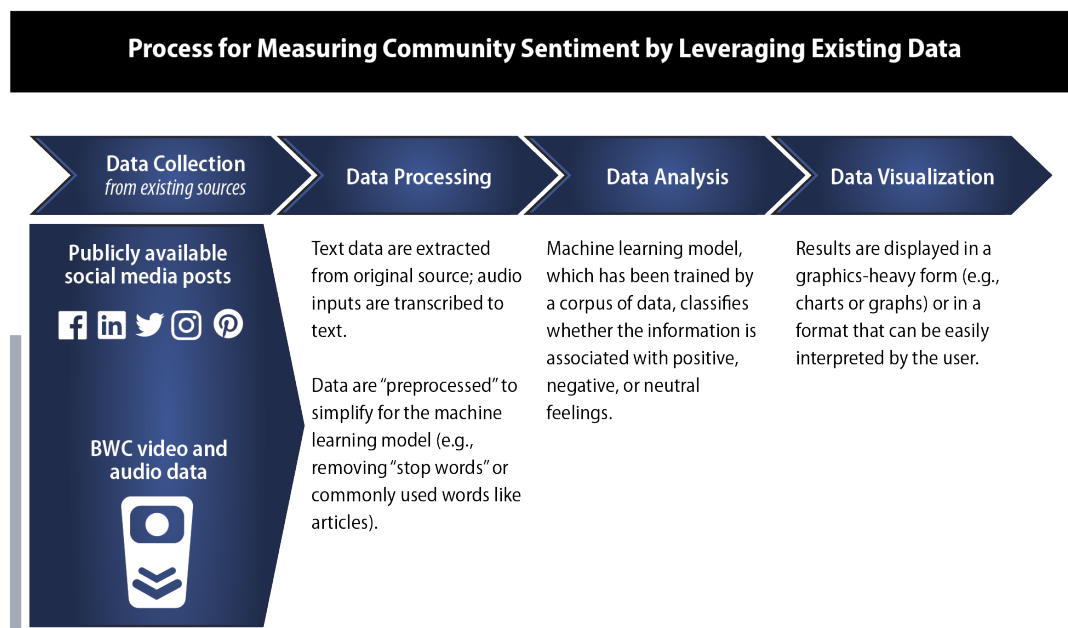 Process for Measuring Community Sentiment by Leveraging Existing Data
Data Collection
from existing sources
Data Processing
Data Analysis
Data Visualization
Publicly available
social media posts
BWC video and
audio data
Text data are extracted
from original source; audio
inputs are transcribed to
text.
Data are “preprocessed” to
simplify for the machine
learning model (e.g.,
removing “stop words” or
commonly used words like
articles).
Machine learning model,
which has been trained by
a corpus of data, classifies
whether the information is
associated with positive,
negative, or neutral
feelings.
Results are displayed in a
graphics-heavy form (e.g.,
charts or graphs) or in a
format that can be easily
interpreted by the user.